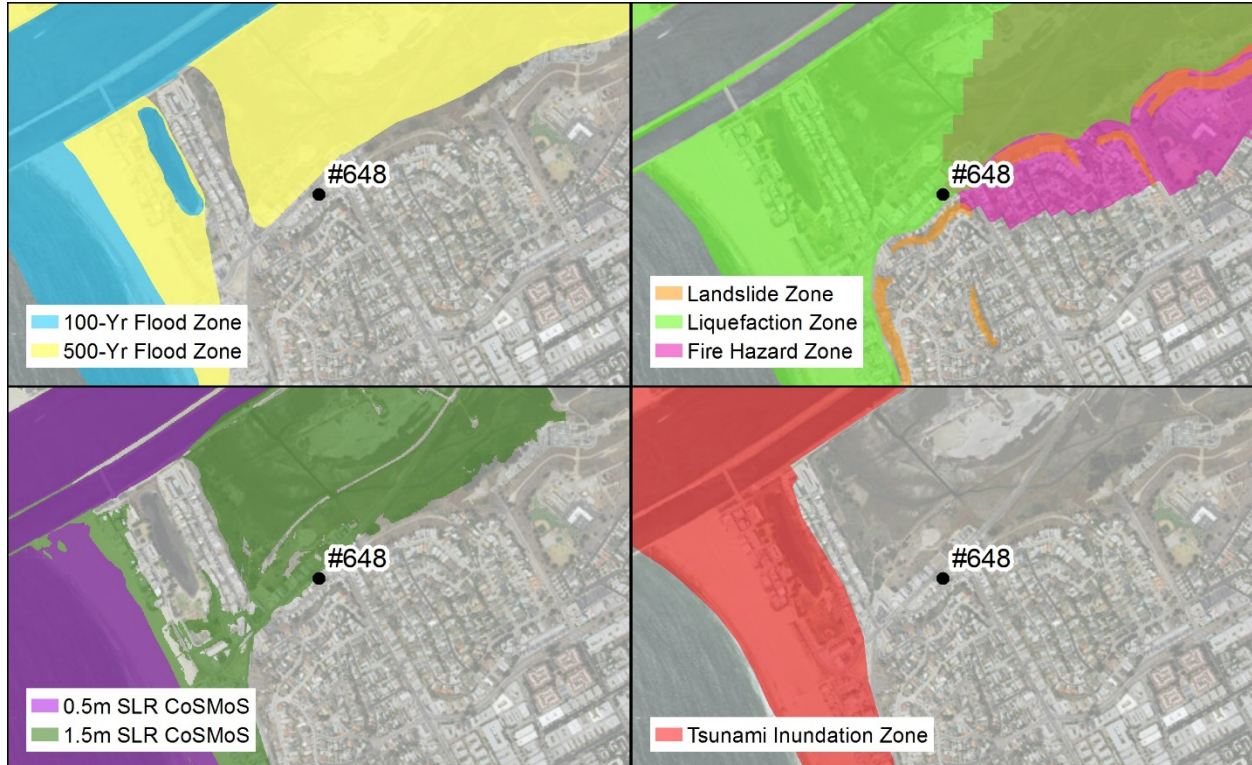 #648
100-Yr Flood Zone
500-Yr Flood Zone
#648
Landslide Zone
Liquefaction Zone
Fire Hazard Zone
#648
0.5m SLR CoSMoS
1.5m SLR CoSMoS
#648
Tsunami Inundation Zone